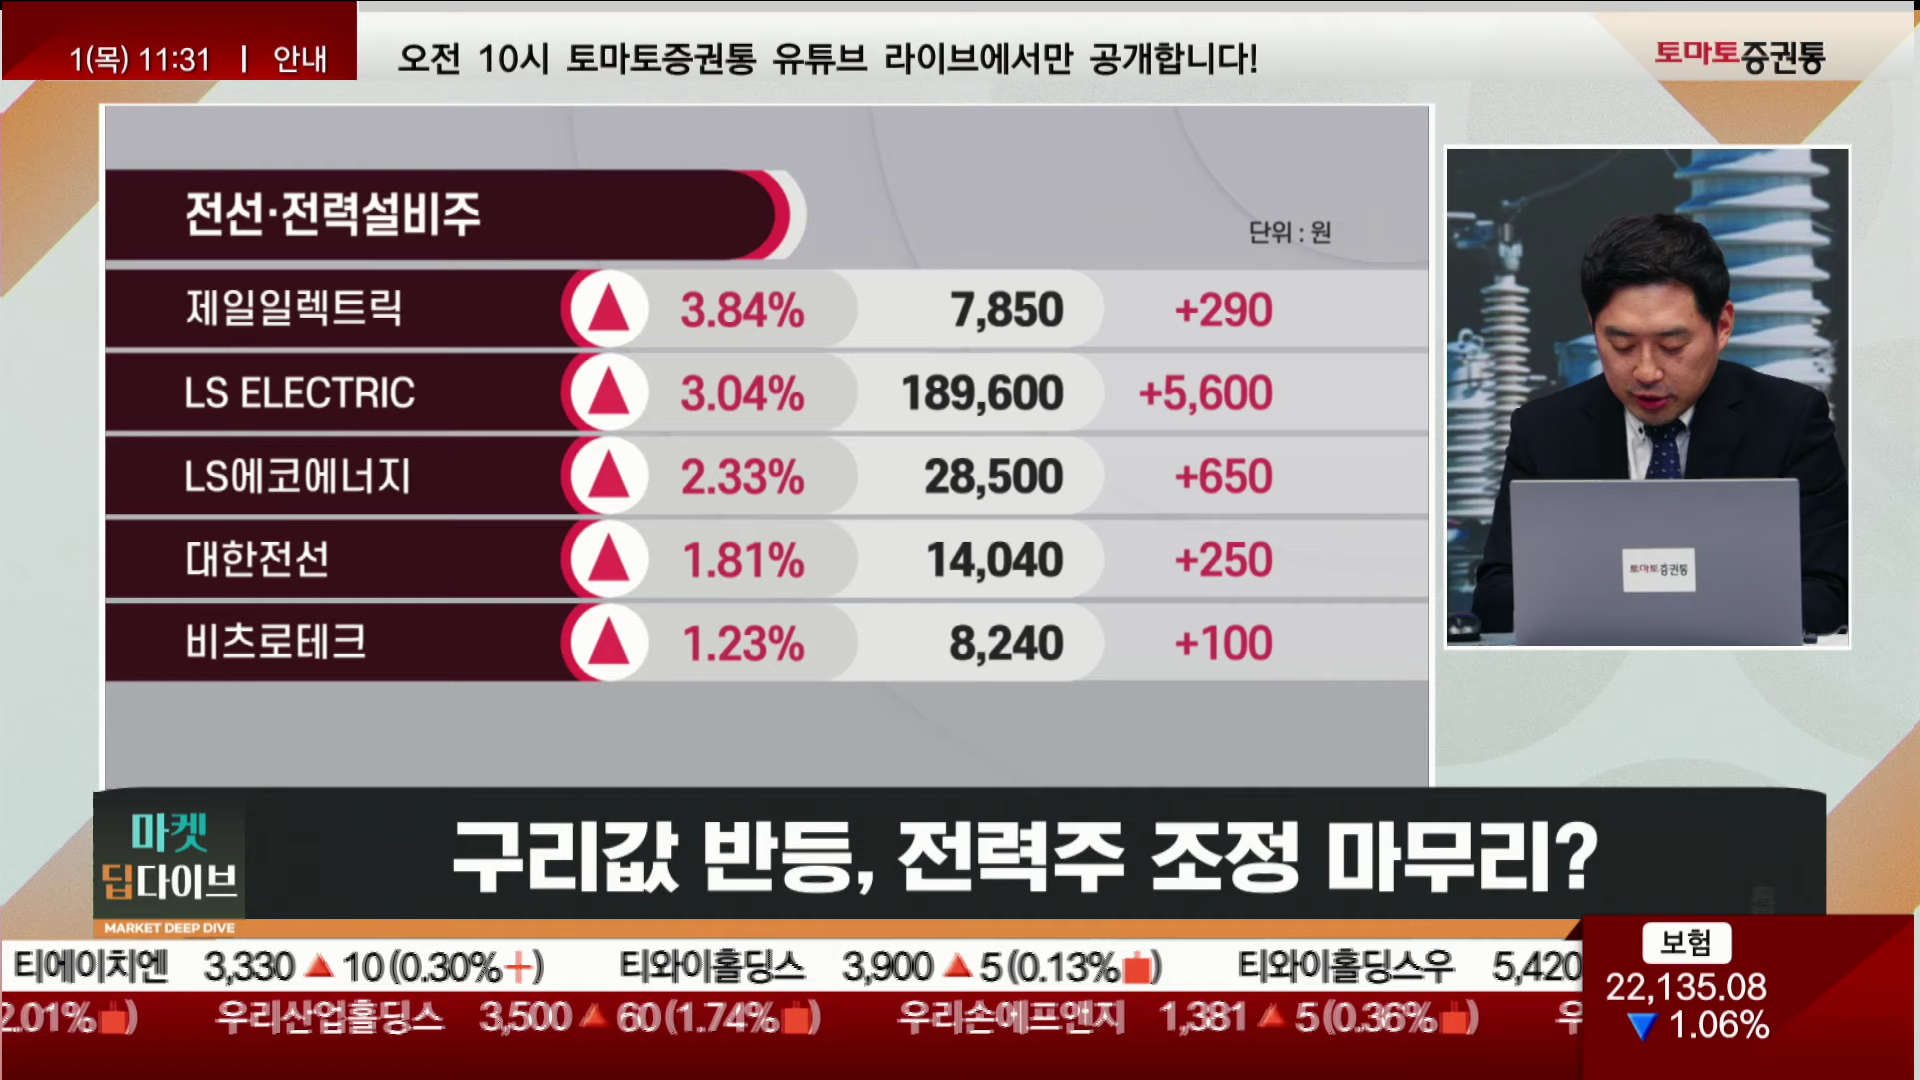 1(목) 11:31 | 안내
오전 10시 토마토증권통 유튜브 라이브에서만 공개합니다!
토마토증권통
전선·전력설비주
단위 : 원
제일일렉트릭 ▲ 3.84% 7,850 +290
LS ELECTRIC ▲ 3.04% 189,600 +5,600
LS에코에너지 ▲ 2.33% 28,500 +650
대한전선 ▲ 1.81% 14,040 +250
비츠로테크 ▲ 1.23% 8,240 +100
토마토증권통
마켓
딥다이브
MARKET DEEP DIVE
구리값 반등, 전력주 조정 마무리?
티에이치엔 3,330 ▲ 10 (0.30%+) 티와이홀딩스 3,900 ▲ 5 (0.13%) 티와이홀딩스우 5,420
2.01%) 우리산업홀딩스 3,500 ▲ 60 (1.74%) 우리손에프앤지 1,381 ▲ 5 (0.36%) 우
보험
22,135.08
▼ 1.06%